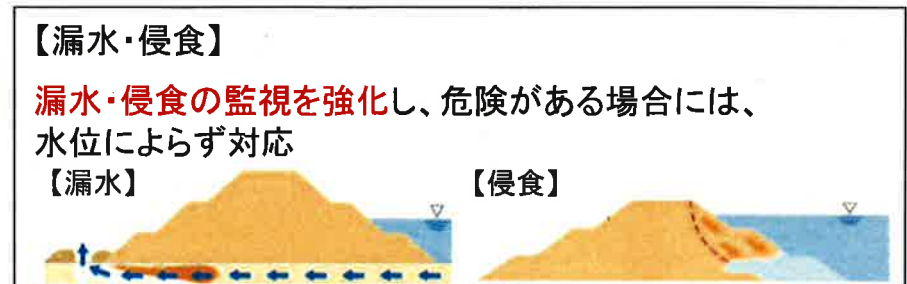 【漏水・侵食】
漏水・侵食の監視を強化し、危険がある場合には、
水位によらず対応
【漏水】
【侵食】